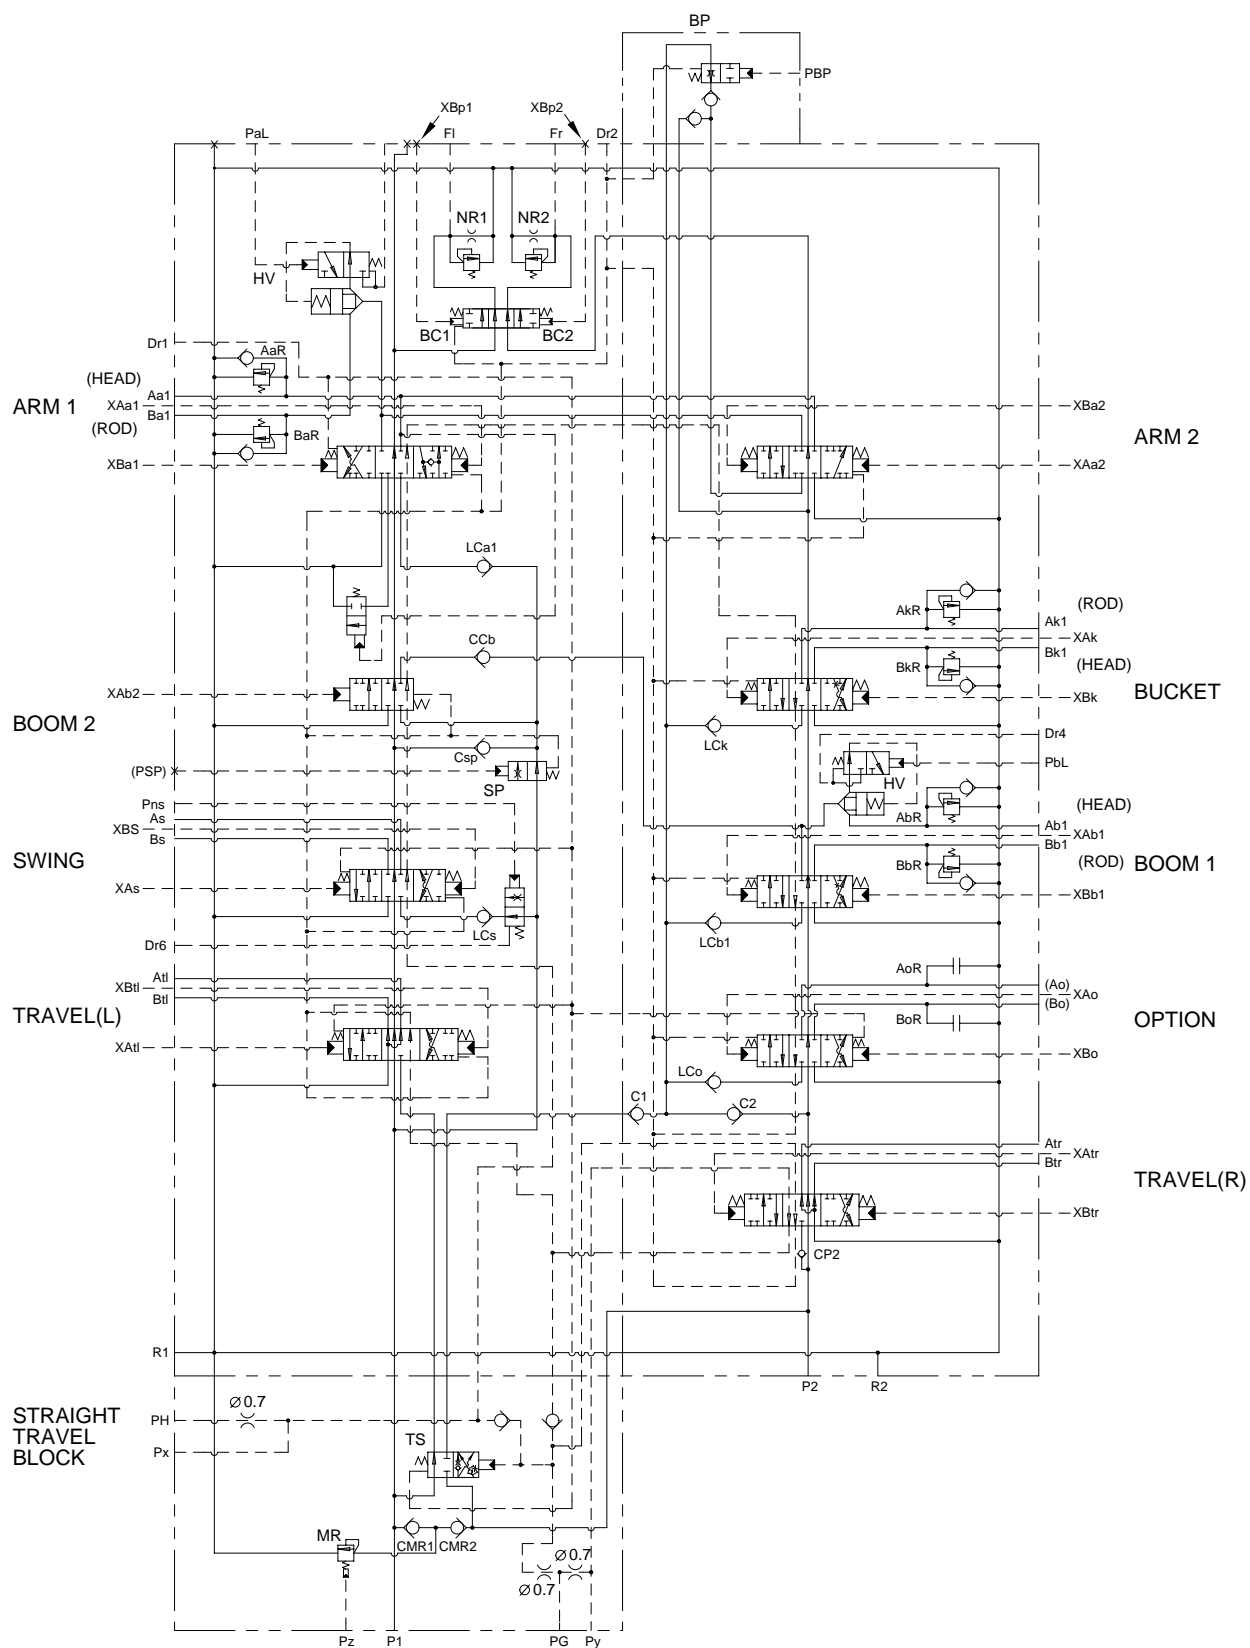 BP
PBP
XBp1
XBp2
PaL
Fl
Fr
Dr2
NR1
NR2
HV
BC1
BC2
Dr1
AaR
(HEAD)
Aa1
ARM 1
XAa1
Ba1
(ROD)
BaR
XBa1
XBa2
ARM 2
XAa2
LCa1
AkR
(ROD)
Ak1
XAk
Bk1
BkR
(HEAD)
XBk
BUCKET
CCb
XAb2
BOOM 2
LCk
Csp
(PSP)
SP
Dr4
PbL
HV
Pns
As
XBS
Bs
SWING
XAs
(HEAD)
AbR
Ab1
XAb1
Bb1
(ROD)
BOOM 1
BbR
XBb1
LCs
LCb1
Dr6
Atl
XBtl
Btl
TRAVEL(L)
XAtl
AoR
(Ao)
XAo
(Bo)
BoR
OPTION
XBo
LCo
C1
C2
Atr
XAtr
Btr
TRAVEL(R)
XBtr
CP2
R1
P2
R2
STRAIGHT
TRAVEL
BLOCK
PH
Ø 0.7
Px
TS
MR
CMR1
CMR2
Ø 0.7
Ø 0.7
Pz
P1
PG
Py